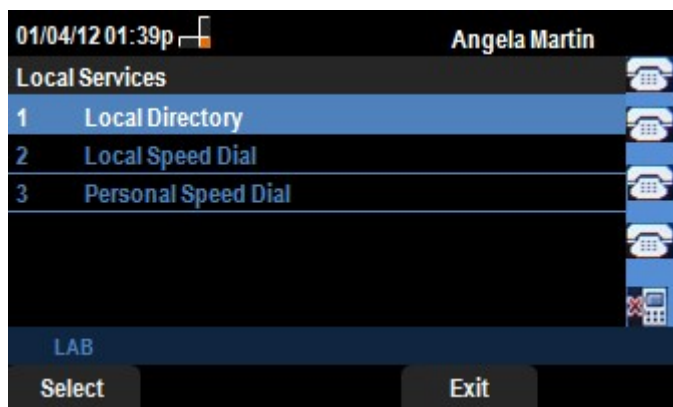 01/04/12 01:39p Angela Martin
Local Services
1 Local Directory
2 Local Speed Dial
3 Personal Speed Dial
LAB
Select Exit